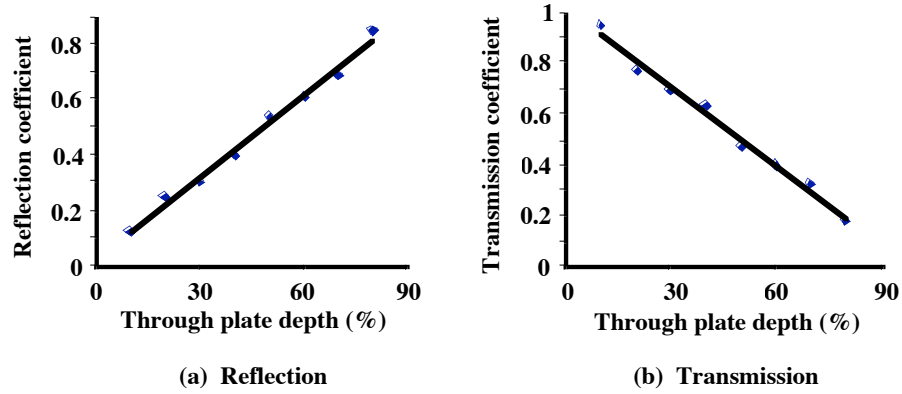 Reflection coefficient
0.8
0.6
0.4
0.2
0
0 30 60 90
Through plate depth (%)
(a) Reflection
Transmission coefficient
1
0.8
0.6
0.4
0.2
0
0 30 60 90
Through plate depth (%)
(b) Transmission